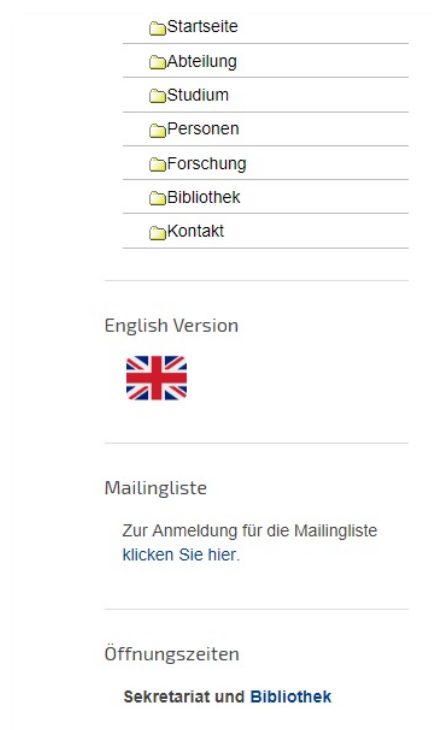 Startseite
Abteilung
Studium
Personen
Forschung
Bibliothek
Kontakt
English Version
Mailingliste
Zur Anmeldung für die Mailingliste
klicken Sie hier.
Öffnungszeiten
Sekretariat und Bibliothek